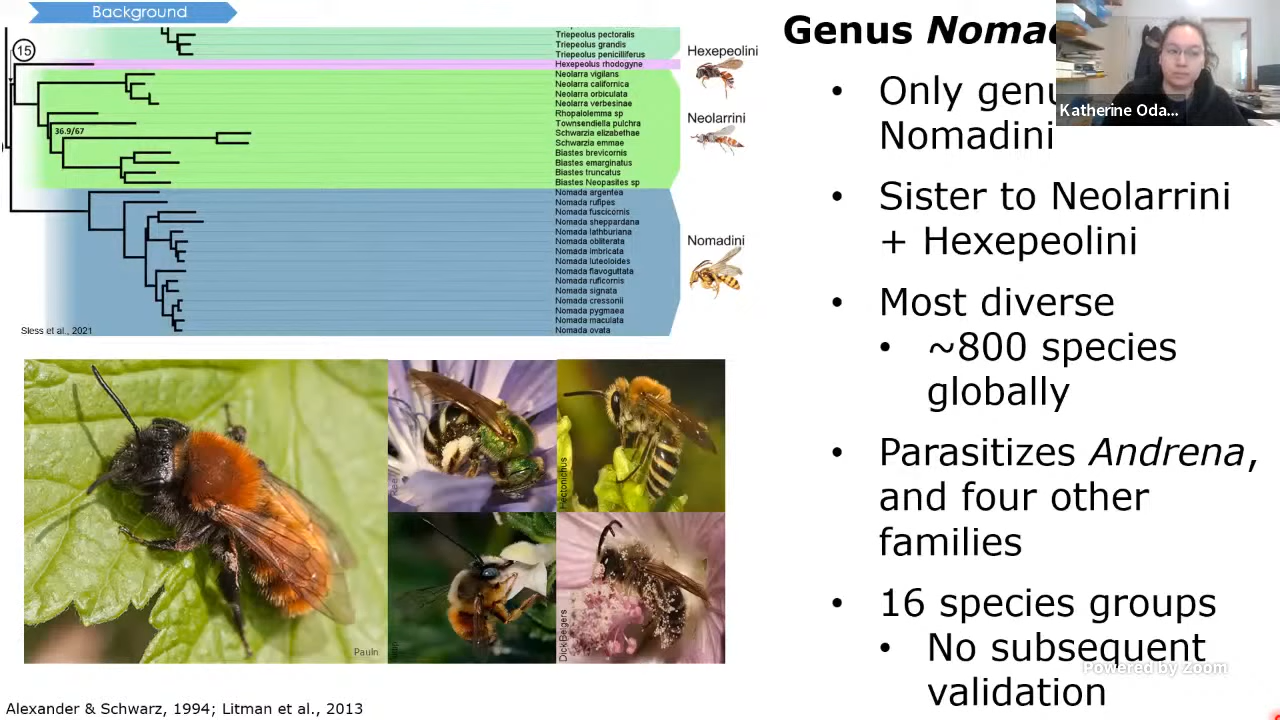 Background
15
Triepeolus pectoralis
Triepeolus grandis
Triepeolus penicilliferus
Hexepeolus rhodogyne
Neolarra vigilans
Neolarra californica
Neolarra orbiculata
Neolarra verbesinae
Rhopalolemma sp
Townsendiella pulchra
36.9/67
Schwarzia elizabethae
Schwarzia emmae
Biastes brevicornis
Biastes emarginatus
Biastes truncatus
Biastes Neopasites sp
Nomada argentea
Nomada rufipes
Nomada fuscicornis
Nomada sheppardana
Nomada lathburiana
Nomada obliterata
Nomada imbricata
Nomada luteoloides
Nomada flavoguttata
Nomada ruficornis
Nomada signata
Nomada cressonii
Nomada pygmaea
Nomada maculata
Nomada ovata
Hexepeolini
Neolarrini
Nomadini
Sless et al., 2021
Pauln
Dick Belgers
Alexander & Schwarz, 1994; Litman et al., 2013
Genus Nomad
• Only genu
Nomadini
• Sister to Neolarrini
+ Hexepeolini
• Most diverse
• ~800 species
globally
• Parasitizes Andrena,
and four other
families
• 16 species groups
• No subsequent
validation
Katherine Oda...
Powered by Zoom